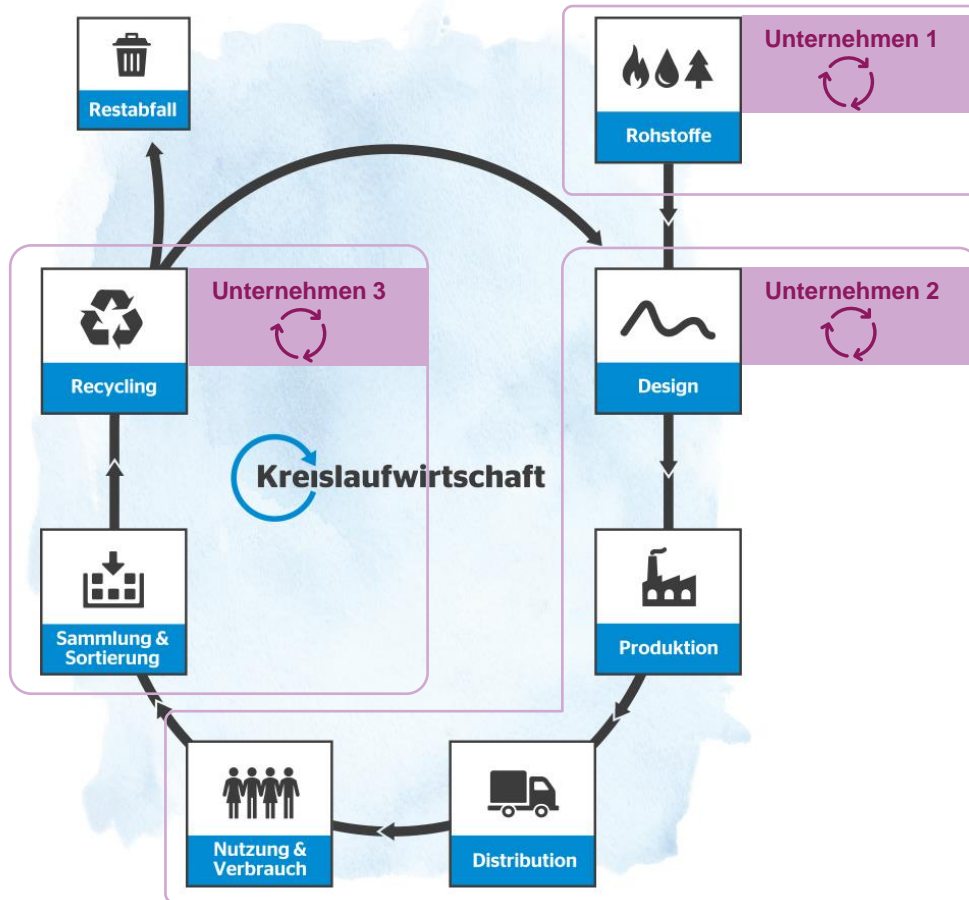 Restabfall
Rohstoffe
Unternehmen 1
Recycling
Unternehmen 3
Design
Unternehmen 2
Kreislaufwirtschaft
Sammlung &
Sortierung
Produktion
Nutzung &
Verbrauch
Distribution